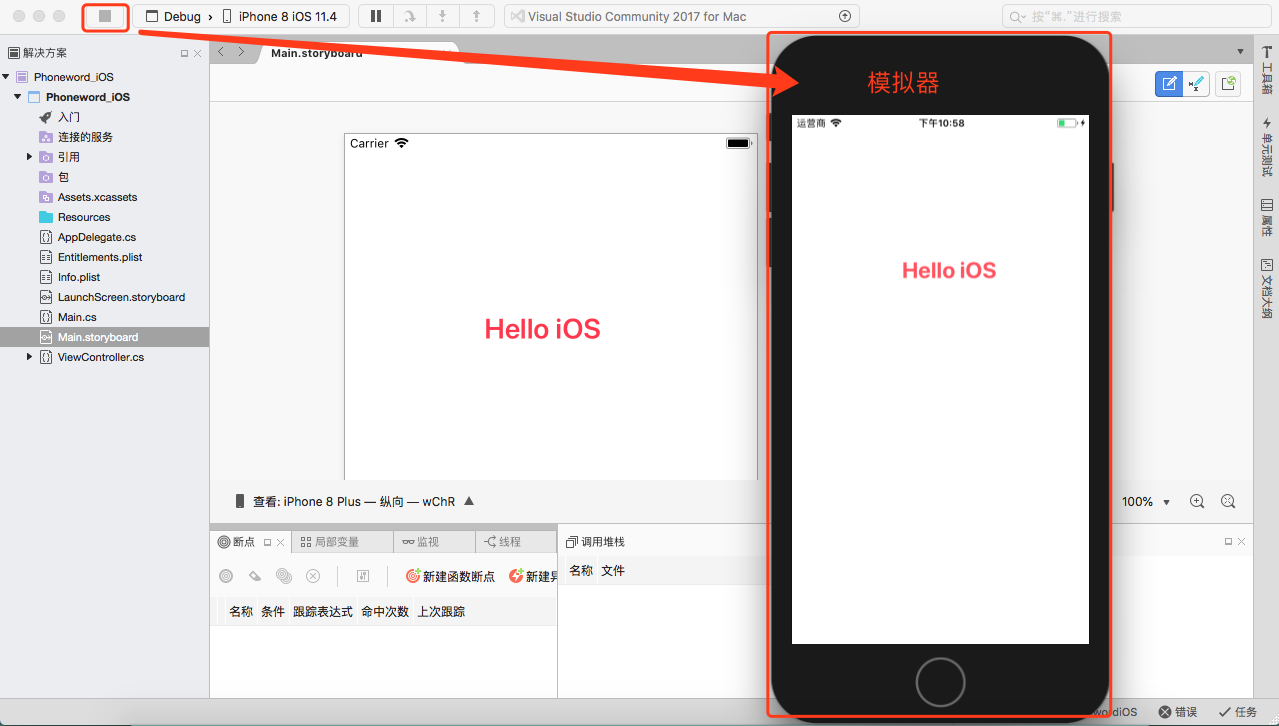 Debug › iPhone 8 iOS 11.4
Visual Studio Community 2017 for Mac
按“⌘.”进行搜索
解决方案
Phoneword_iOS
Phoneword_iOS
入门
连接的服务
引用
包
Assets.xcassets
Resources
AppDelegate.cs
Entitlements.plist
Info.plist
LaunchScreen.storyboard
Main.cs
Main.storyboard
ViewController.cs
Main.storyboard
Carrier
Hello iOS
查看: iPhone 8 Plus — 纵向 — wChR
100%
模拟器
运营商 下午10:58
Hello iOS
工具箱
单元测试
属性
文档大纲
断点 局部变量 监视 线程
新建函数断点 新建
名称 条件 跟踪表达式 命中次数 上次跟踪
调用堆栈
名称 文件
错误 任务